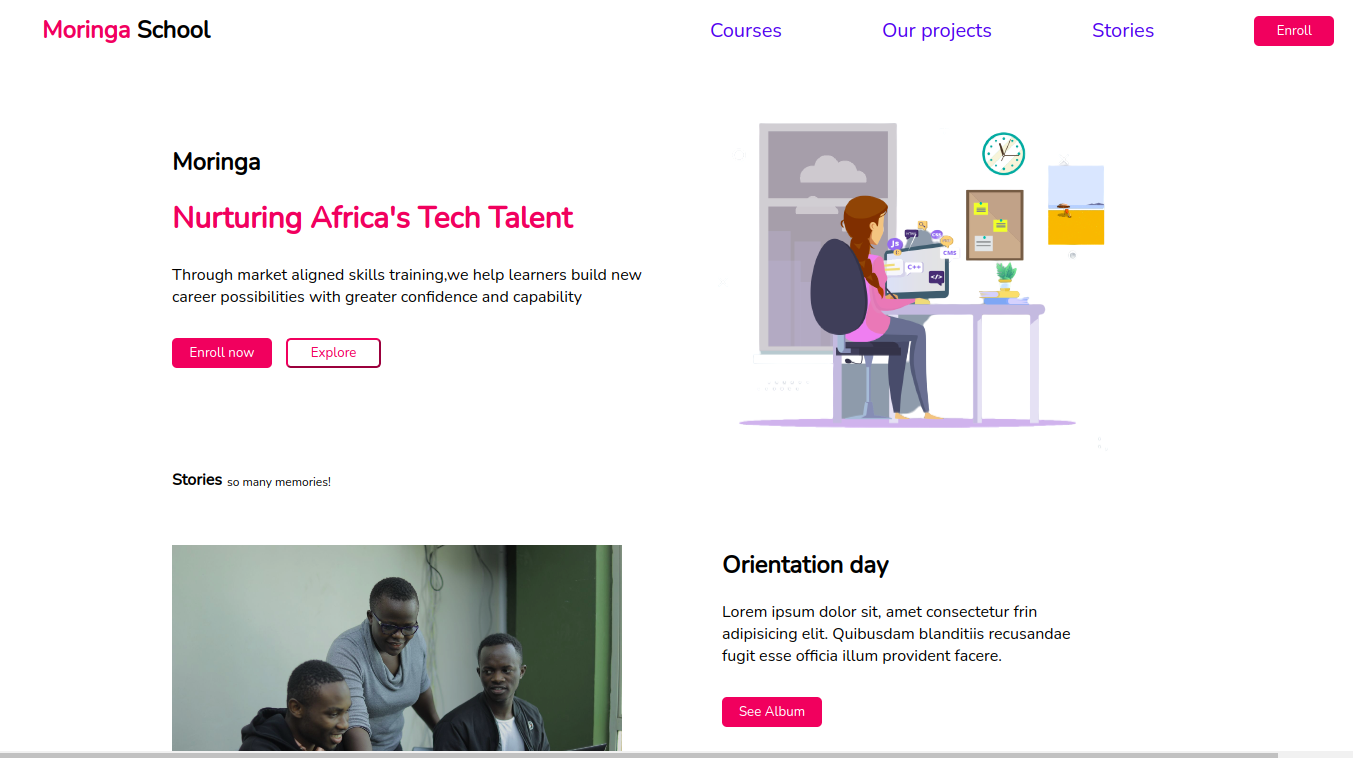 Moringa School
Courses
Our projects
Stories
Enroll
Moringa
Nurturing Africa's Tech Talent
Through market aligned skills training,we help learners build new
career possibilities with greater confidence and capability
Enroll now
Explore
js
C++
CMS
</>
Stories so many memories!
Orientation day
Lorem ipsum dolor sit, amet consectetur frin
adipisicing elit. Quibusdam blanditiis recusandae
fugit esse officia illum provident facere.
See Album